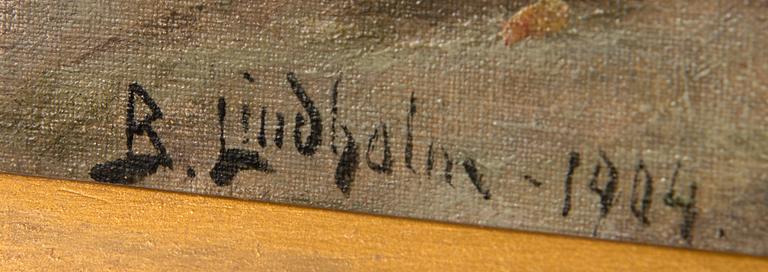 B. Lindholm - 1904.